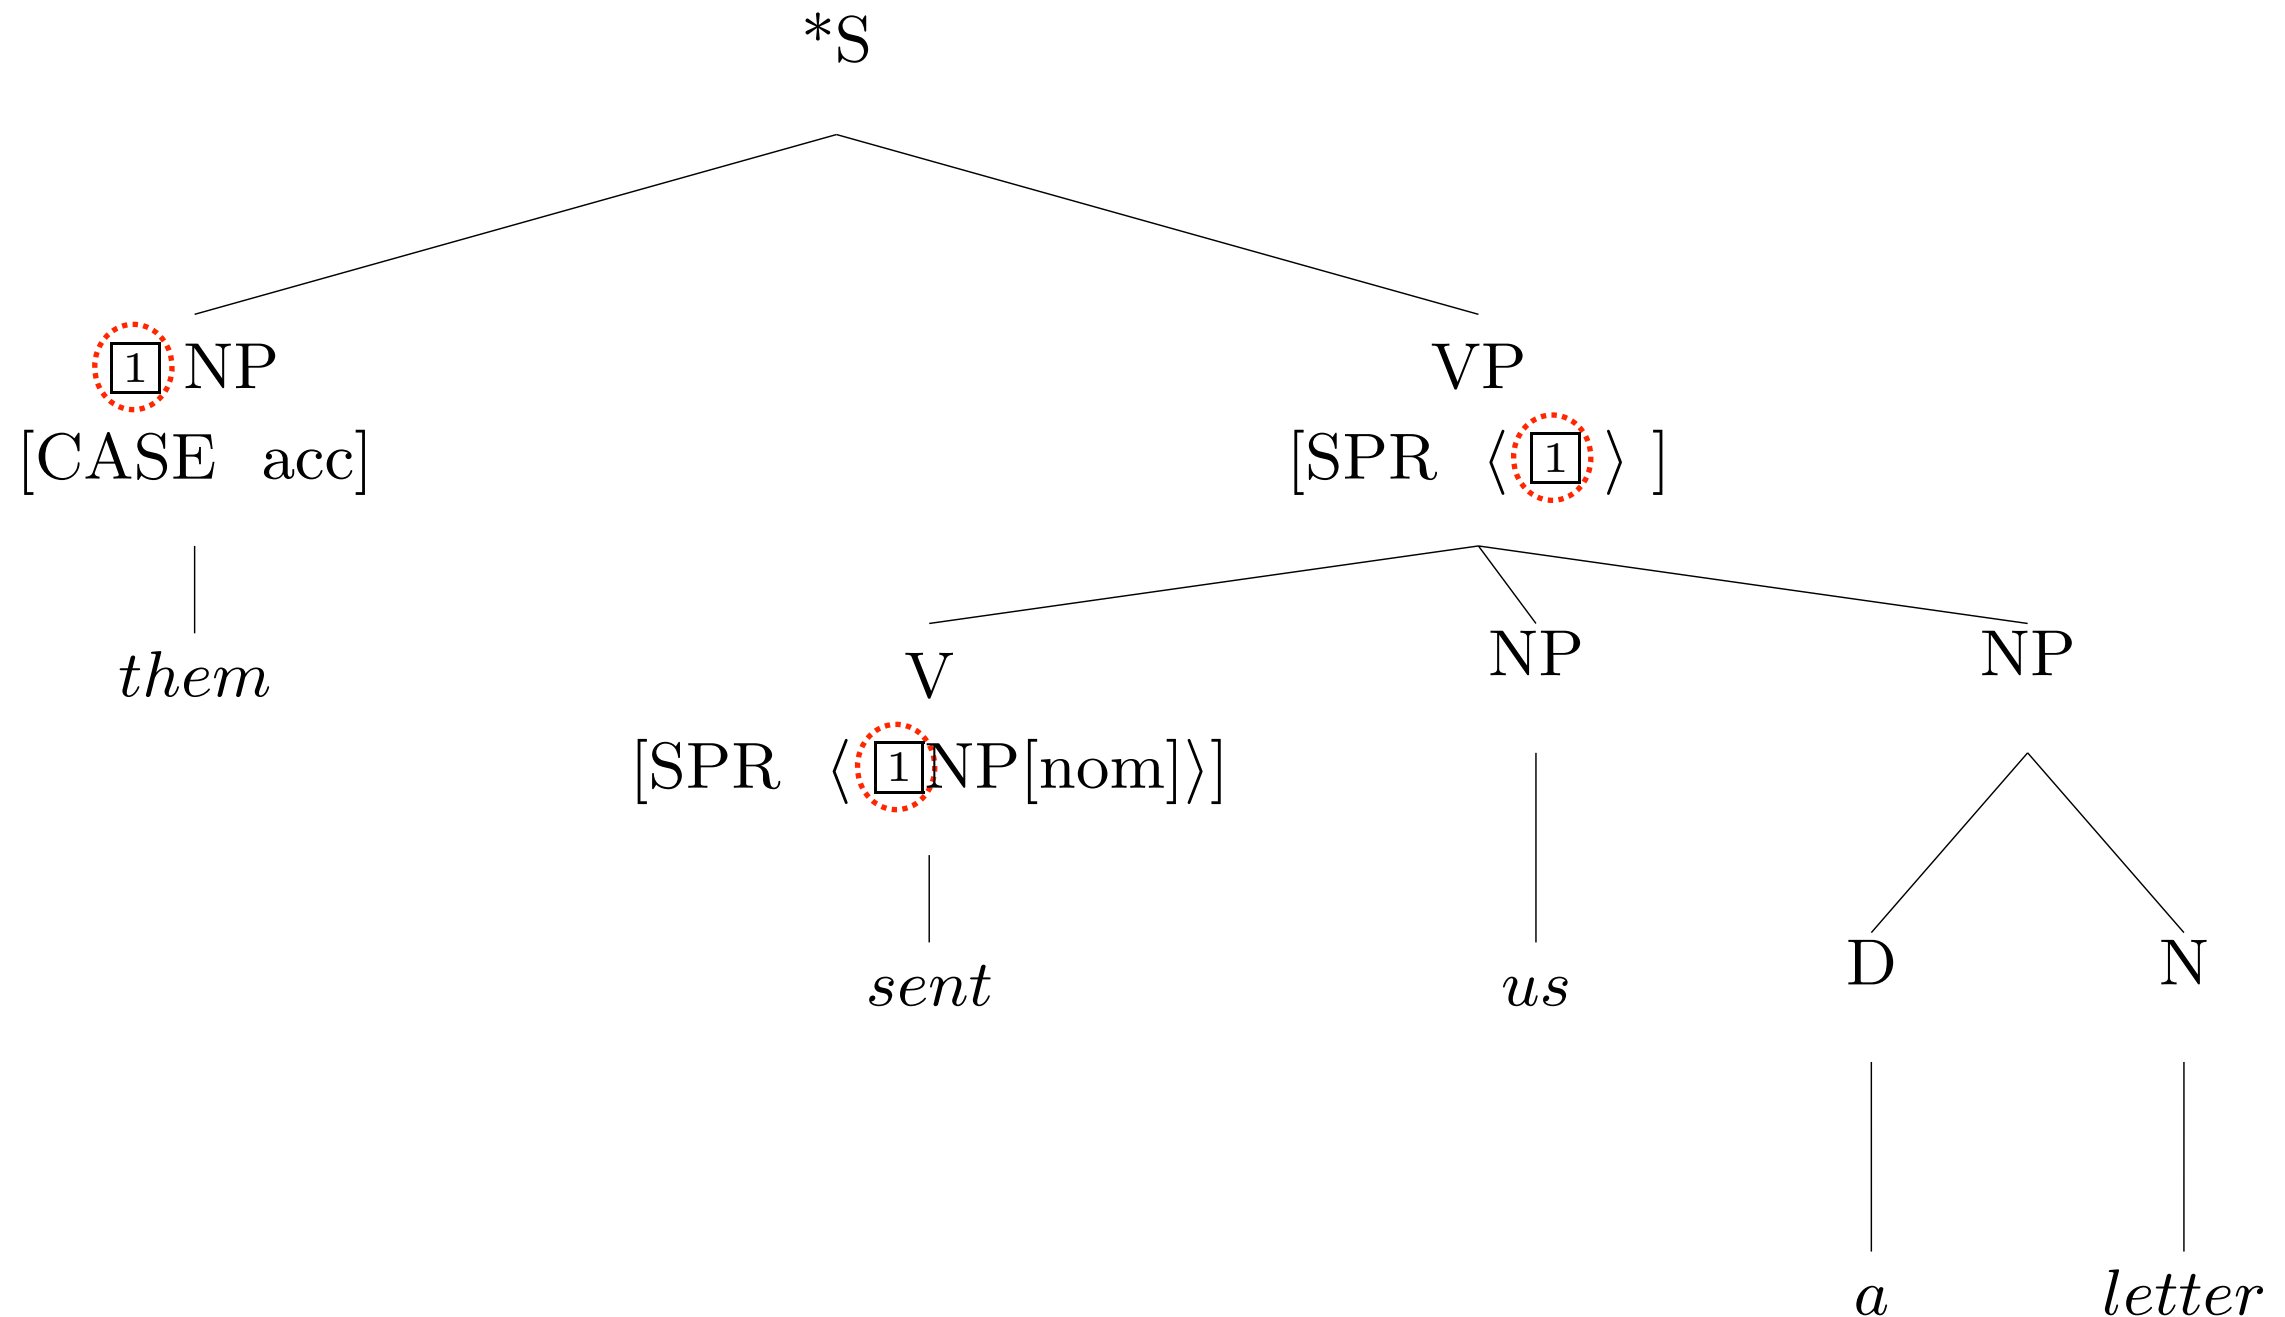 *S
1 NP VP
[CASE acc] [SPR ⟨ 1 ⟩ ]
them V NP NP
[SPR ⟨ 1 NP[nom]⟩]
sent us D N
a letter